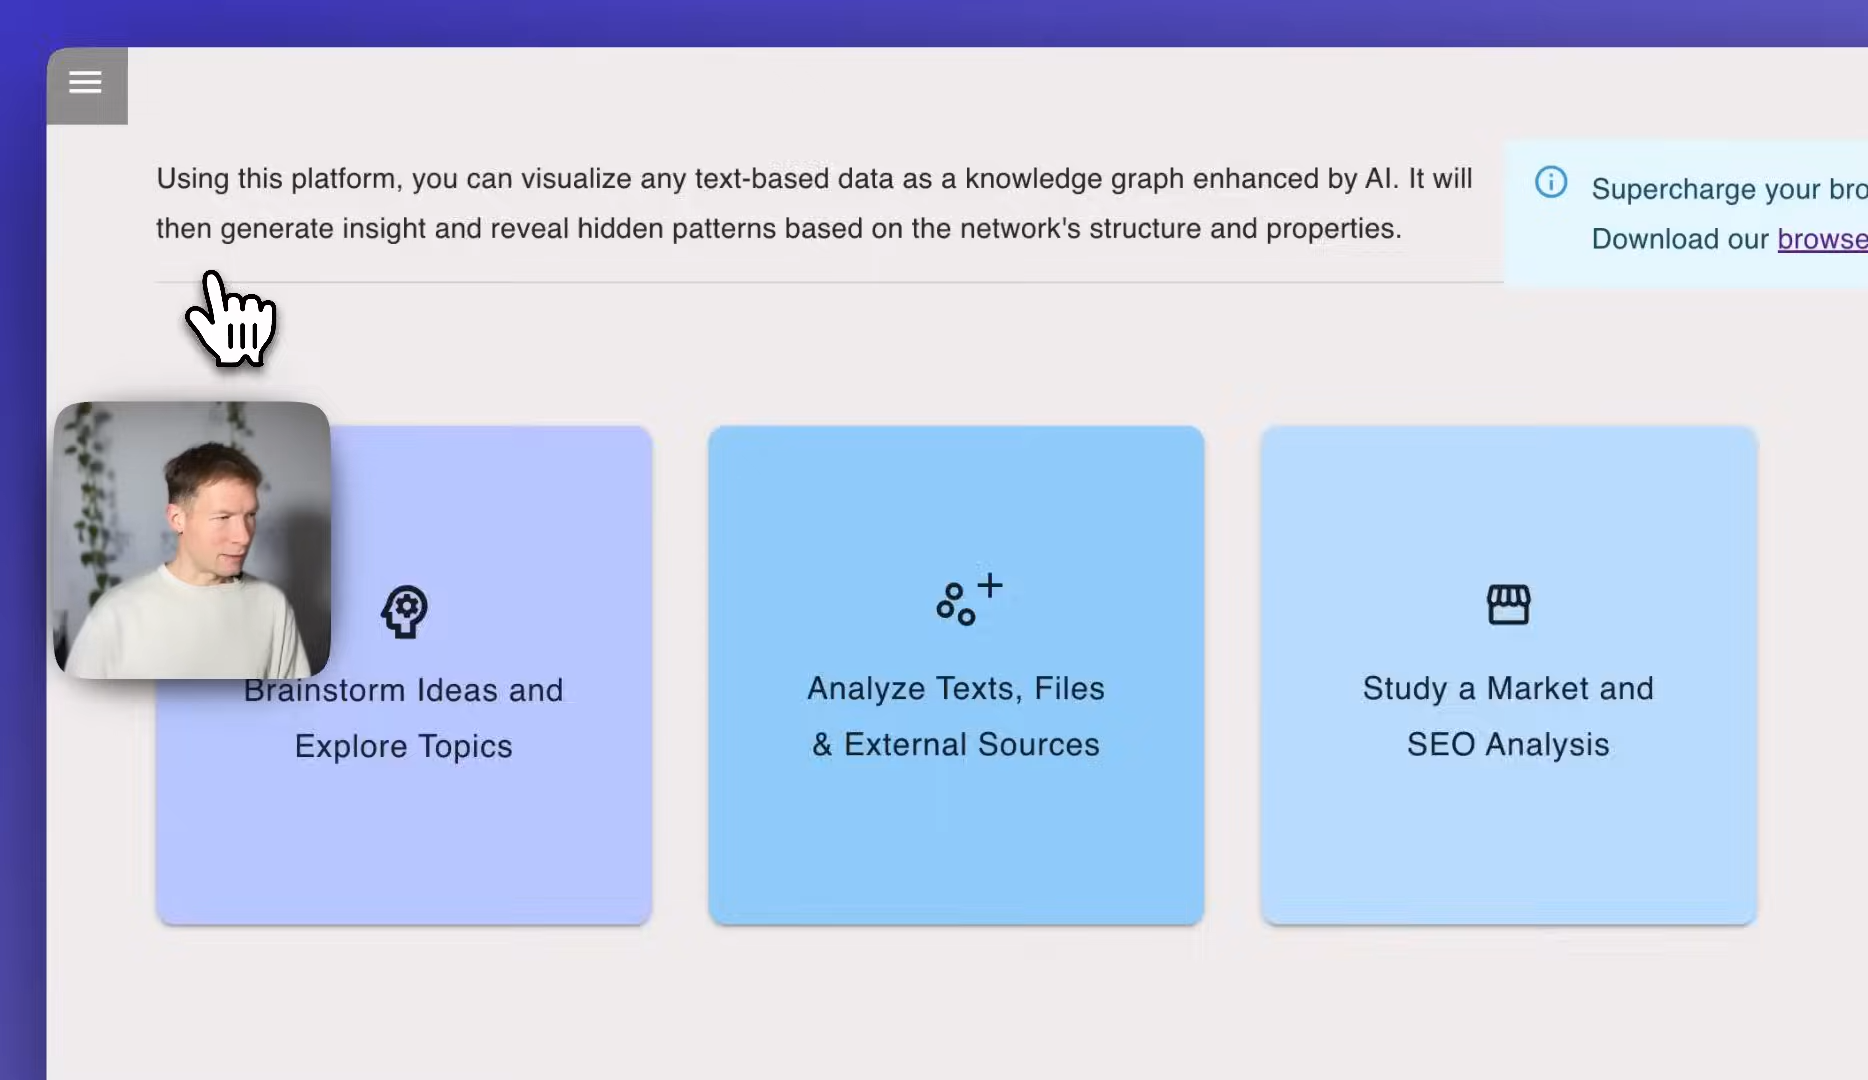 Using this platform, you can visualize any text-based data as a knowledge graph enhanced by AI. It will
then generate insight and reveal hidden patterns based on the network's structure and properties.
Supercharge your
Download our
Brainstorm Ideas and
Explore Topics
Analyze Texts, Files
& External Sources
Study a Market and
SEO Analysis